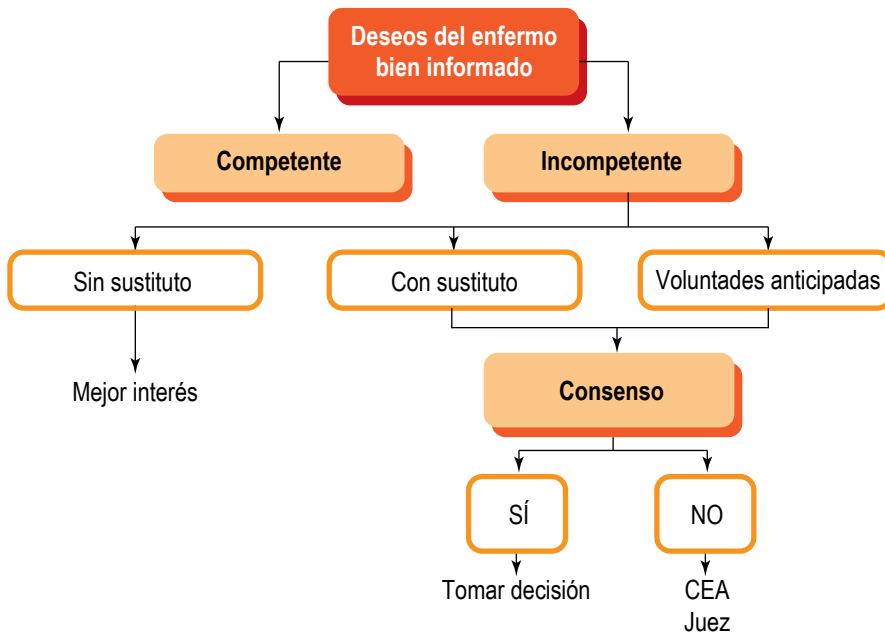 Deseos del enfermo
bien informado
Competente
Incompetente
Sin sustituto
Con sustituto
Voluntades anticipadas
Mejor interés
Consenso
SÍ
NO
Tomar decisión
CEA
Juez